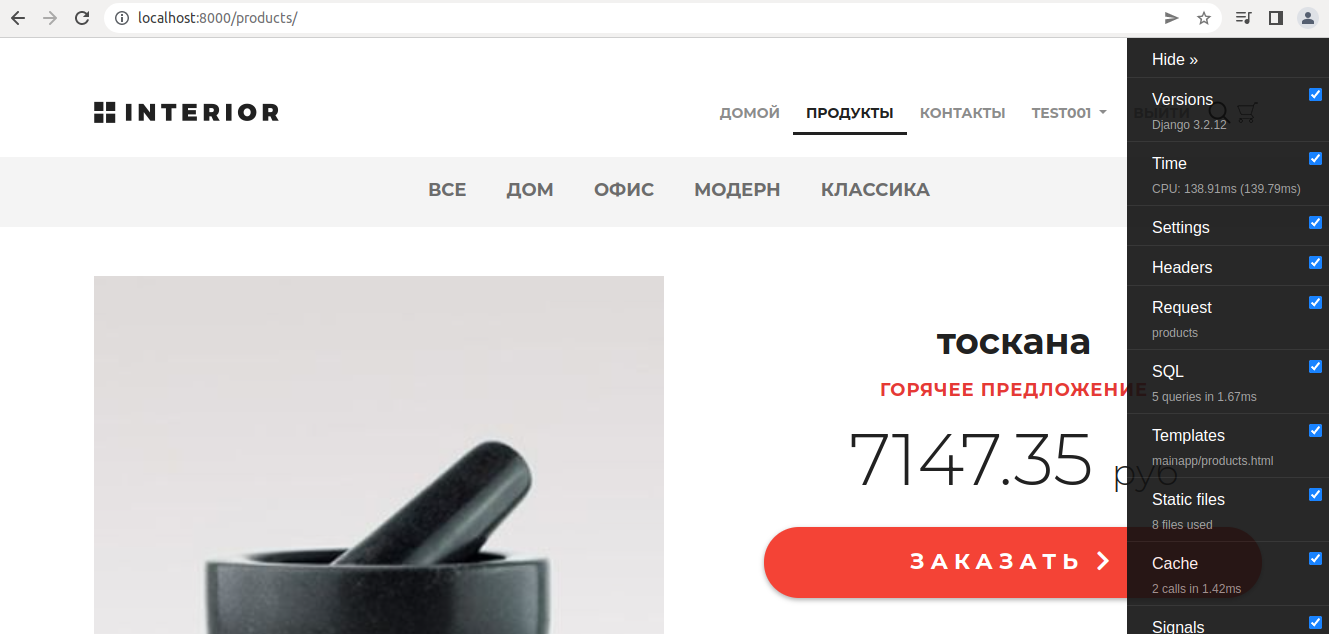 localhost:8000/products/
INTERIOR
ДОМОЙ ПРОДУКТЫ КОНТАКТЫ TEST001 ВЫЙТИ
ВСЕ ДОМ ОФИС МОДЕРН КЛАССИКА
тоскана
ГОРЯЧЕЕ ПРЕДЛОЖЕНИЕ
7147.35 руб
ЗАКАЗАТЬ
Hide »
Versions
Django 3.2.12
Time
CPU: 138.91ms (139.79ms)
Settings
Headers
Request
products
SQL
5 queries in 1.67ms
Templates
mainapp/products.html
Static files
8 files used
Cache
2 calls in 1.42ms
Signals